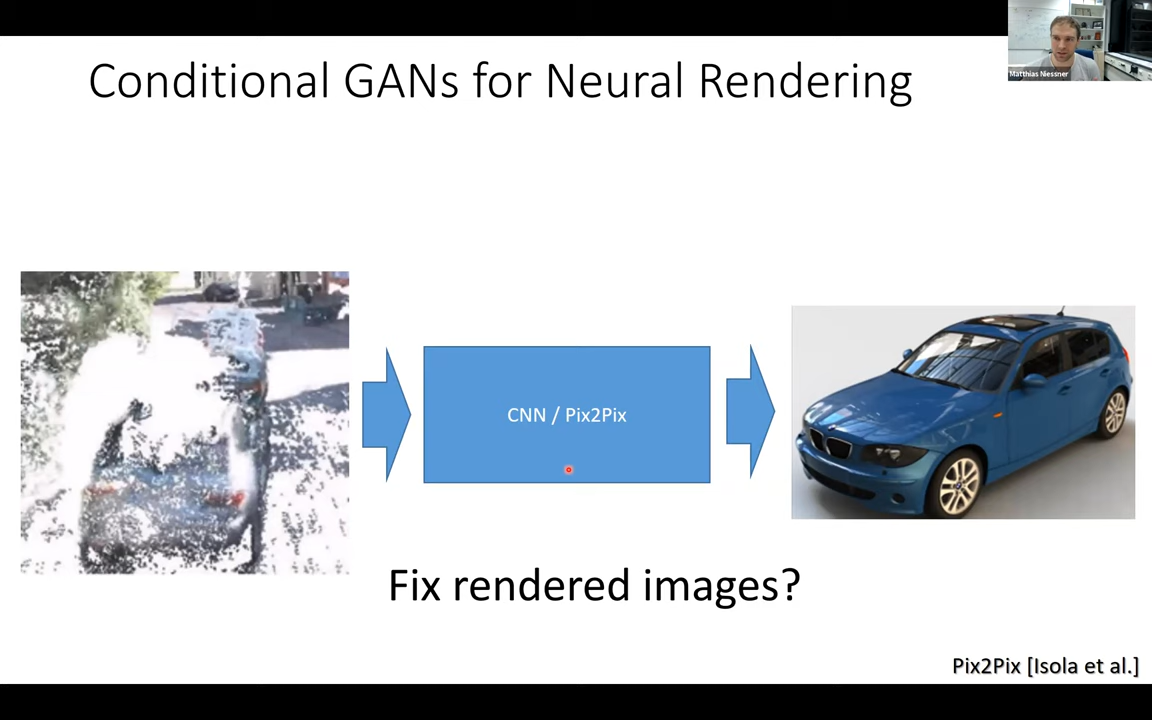 Matthias Niessner
Conditional GANs for Neural Rendering
CNN / Pix2Pix
Fix rendered images?
Pix2Pix [Isola et al.]